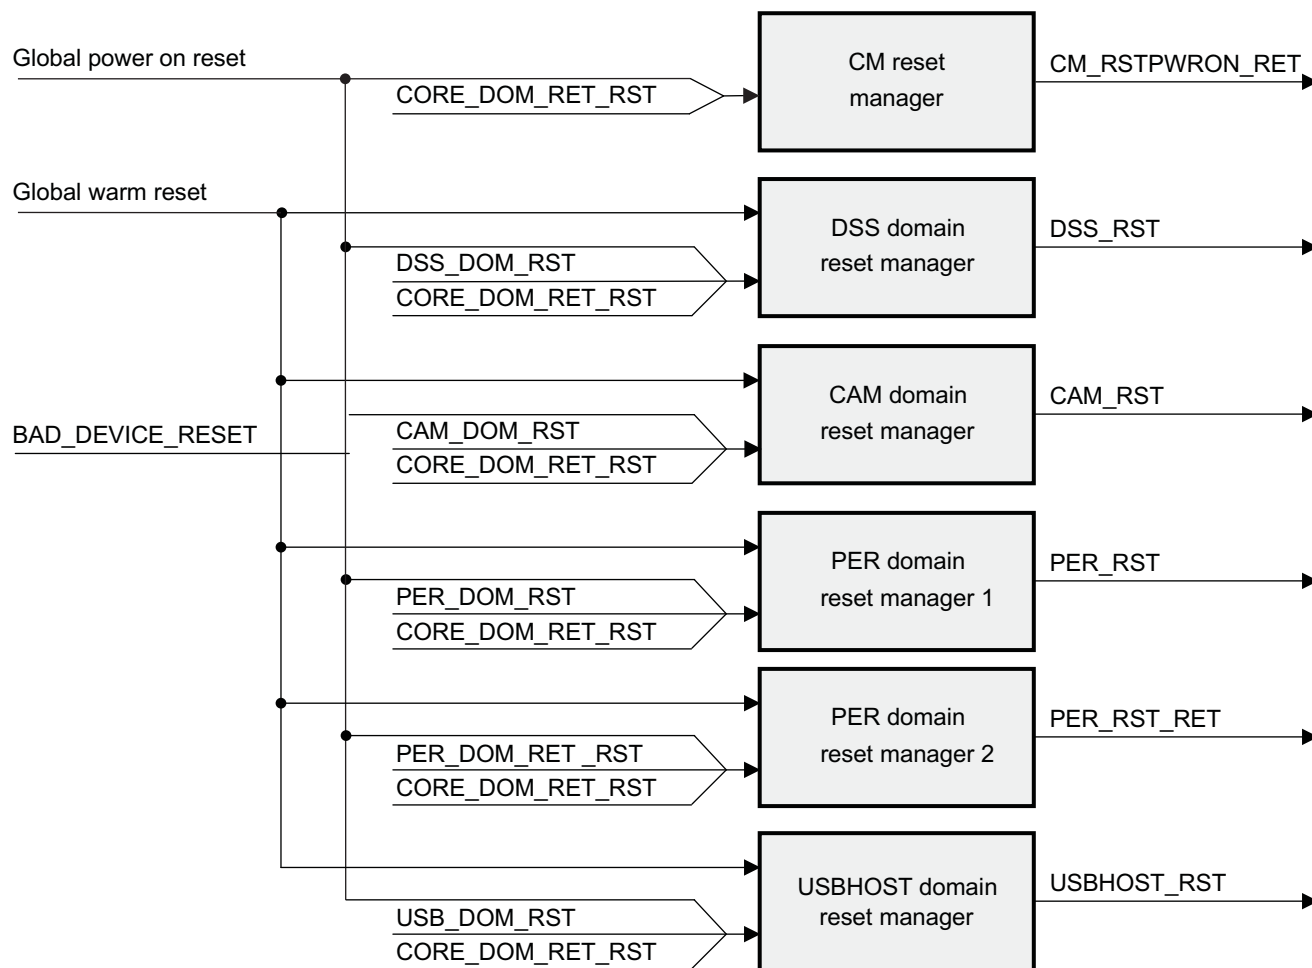 Global power on reset
CORE_DOM_RET_RST
CM reset
manager
CM_RSTPWRON_RET
Global warm reset
DSS_DOM_RST
CORE_DOM_RET_RST
DSS domain
reset manager
DSS_RST
BAD_DEVICE_RESET
CAM_DOM_RST
CORE_DOM_RET_RST
CAM domain
reset manager
CAM_RST
PER_DOM_RST
CORE_DOM_RET_RST
PER domain
reset manager 1
PER_RST
PER_DOM_RET _RST
CORE_DOM_RET_RST
PER domain
reset manager 2
PER_RST_RET
USB_DOM_RST
CORE_DOM_RET_RST
USBHOST domain
reset manager
USBHOST_RST